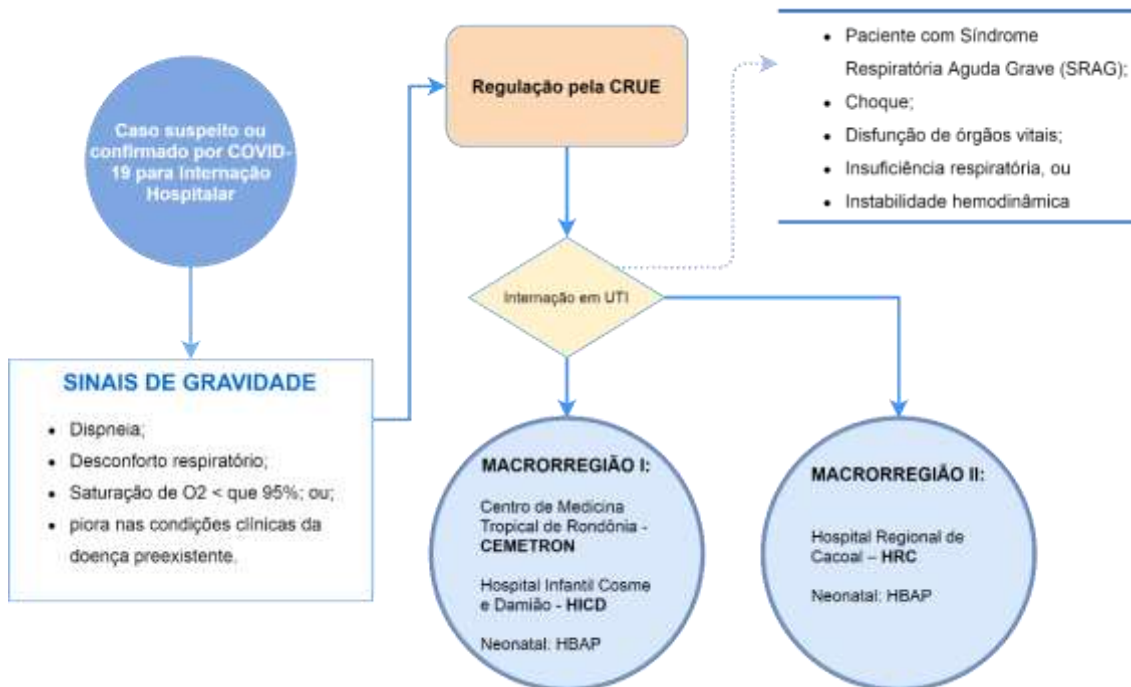 Caso suspeito ou
confirmado por COVID-
19 para Internação
Hospitalar
SINAIS DE GRAVIDADE
• Dispneia;
• Desconforto respiratório;
• Saturação de O2 < que 95%; ou;
• piora nas condições clínicas da
doença preexistente.
Regulação pela CRUE
• Paciente com Síndrome
Respiratória Aguda Grave (SRAG);
• Choque;
• Disfunção de órgãos vitais;
• Insuficiência respiratória, ou
• Instabilidade hemodinâmica
Internação em UTI
MACRORREGIÃO I:
Centro de Medicina
Tropical de Rondônia -
CEMETRON
Hospital Infantil Cosme
e Damião - HICD
Neonatal: HBAP
MACRORREGIÃO II:
Hospital Regional de
Cacoal – HRC
Neonatal: HBAP